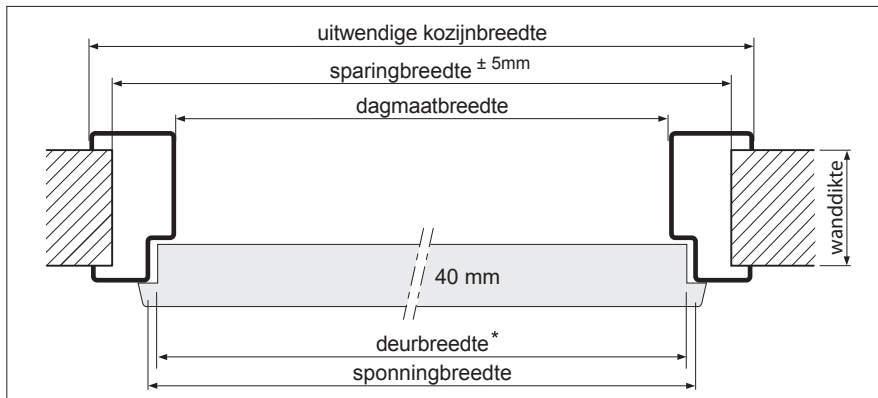 uitwendige kozijnbreedte
sparingbreedte ± 5mm
dagmaatbreedte
wanddikte
40 mm
deurbreedte*
sponningbreedte